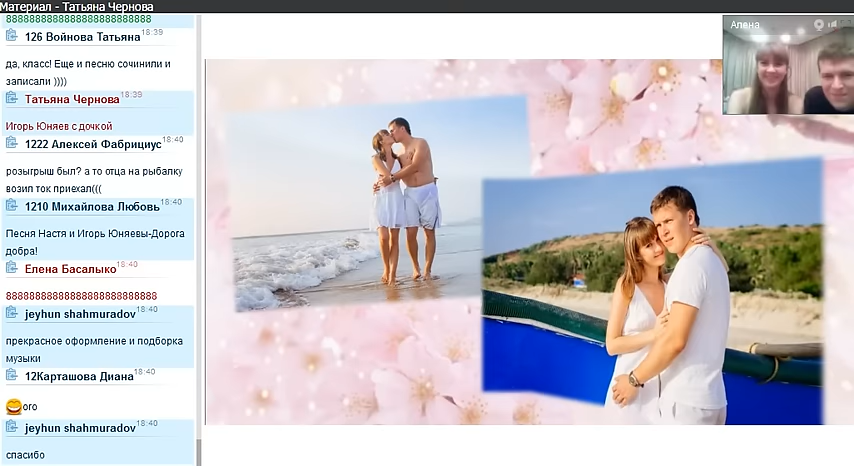 Материал - Татьяна Чернова
8888888888888888888888888
126 Войнова Татьяна 18:39
да, класс! Еще и песню сочинили и
записали ))))
Татьяна Чернова 18:39
Игорь Юняев с дочкой
1222 Алексей Фабрициус 18:40
розыгрыш был? а то отца на рыбалку
возил ток приехал(((
1210 Михайлова Любовь 18:40
Песня Настя и Игорь Юняевы-Дорога
добра!
Елена Басалыко 18:40
88888888888888888888888888
jeyhun shahmuradov 18:40
прекрасное оформление и подборка
музыки
12Карташова Диана 18:40
ого
jeyhun shahmuradov 18:40
спасибо
Алена